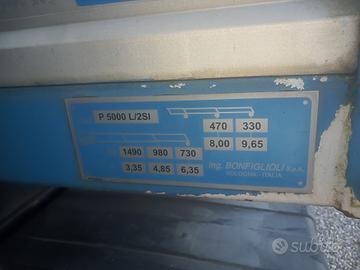 P 5000 L/2SI
470 330
8,00 9,65
1490 980 730
3,35 4,85 6,35
Ing. BONFIGLIOLI S.p.A.
BOLOGNA - ITALIA
subito